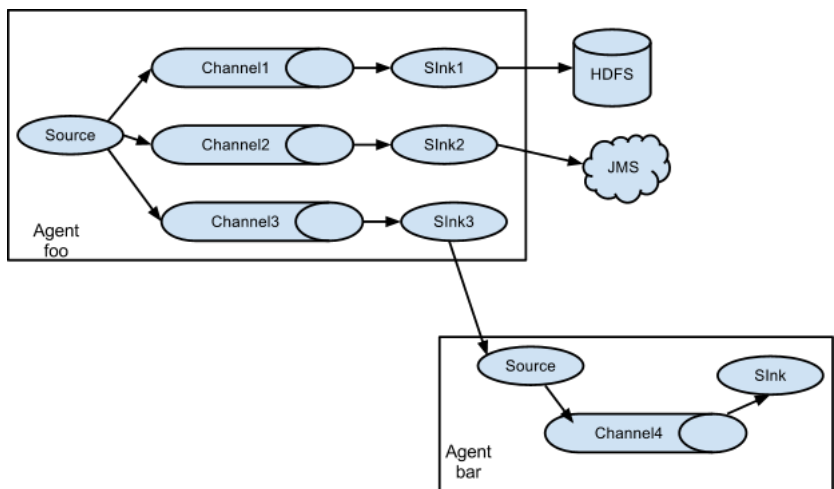 Channel1
SInk1
HDFS
Source
Channel2
SInk2
JMS
Channel3
SInk3
Agent
foo
Source
SInk
Channel4
Agent
bar